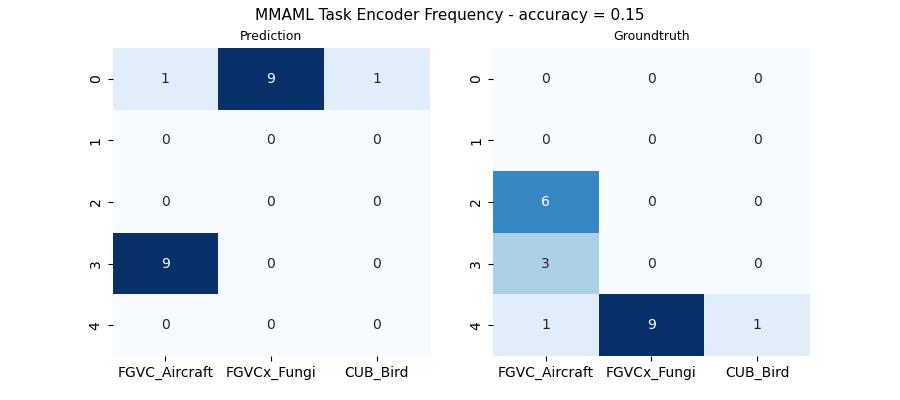 MMAML Task Encoder Frequency - accuracy = 0.15
Prediction
0 1 9 1
1 0 0 0
2 0 0 0
3 9 0 0
4 0 0 0
FGVC_Aircraft FGVCx_Fungi CUB_Bird
Groundtruth
0 0 0 0
1 0 0 0
2 6 0 0
3 3 0 0
4 1 9 1
FGVC_Aircraft FGVCx_Fungi CUB_Bird